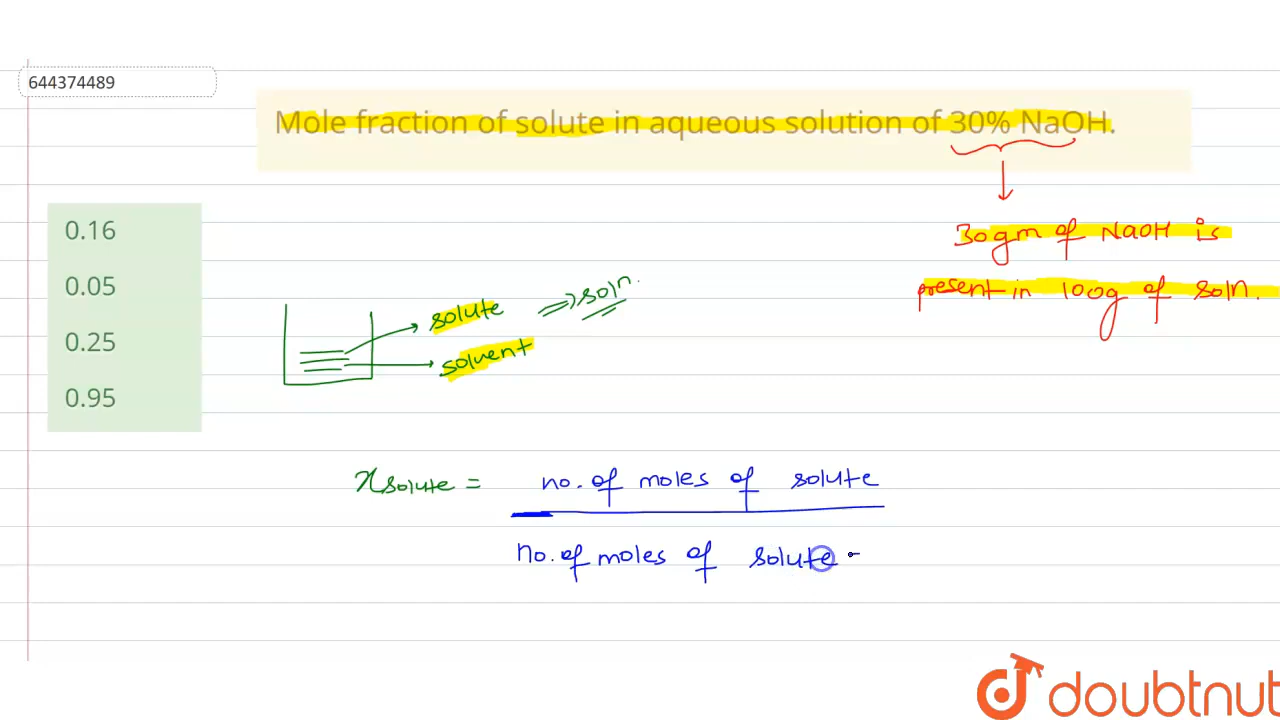 644374489
Mole fraction of solute in aqueous solution of 30% NaOH.
30gm of NaOH is
present in 100g of soln.
0.16
0.05
0.25
0.95
solute ⟹ soln.
solvent
x solute = no. of moles of solute
no. of moles of solute
doubtnut